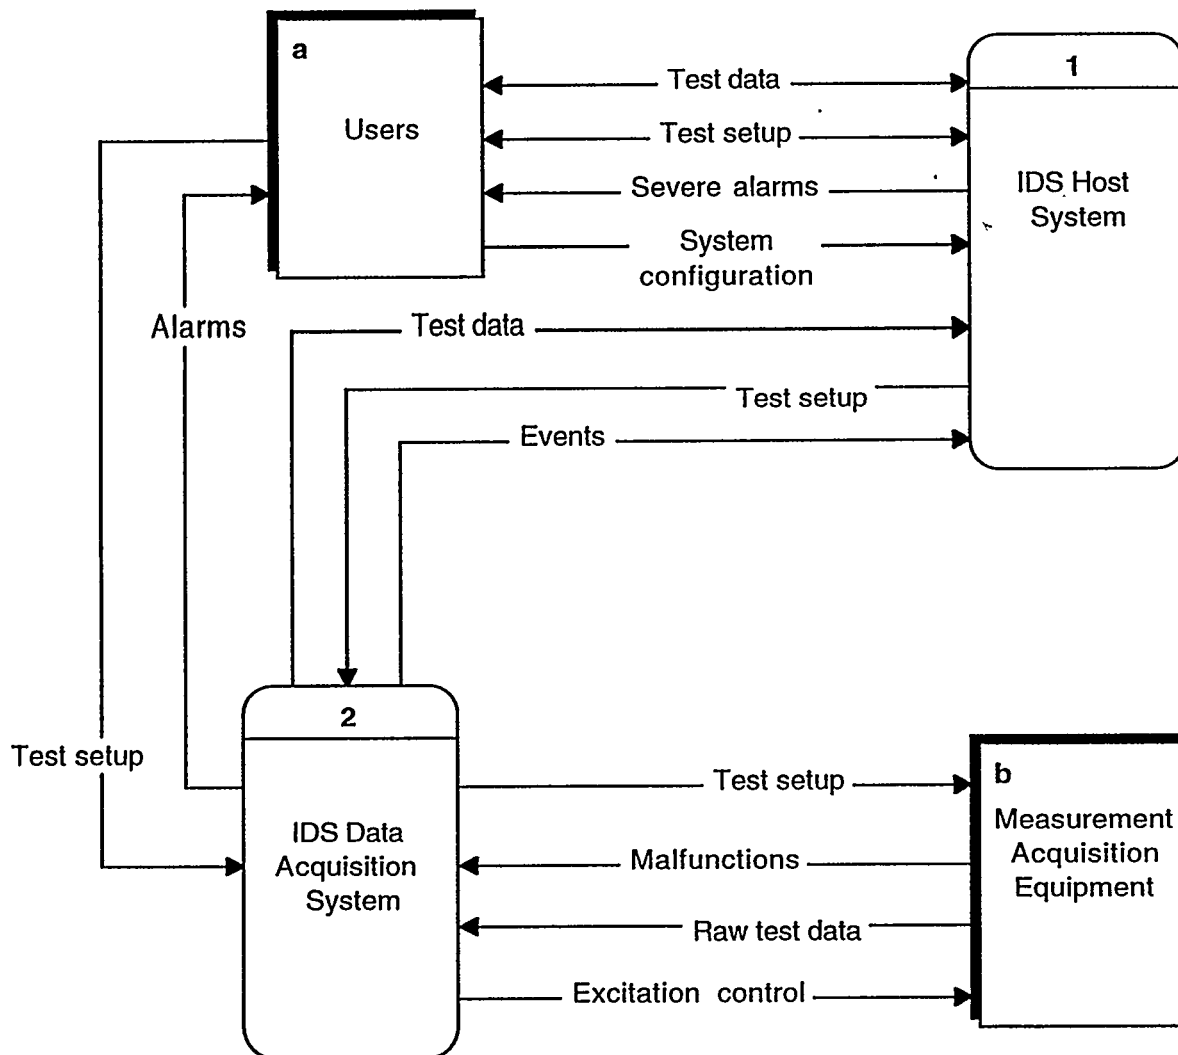 a
Users
Test data
Test setup
Severe alarms
System
configuration
1
IDS Host
System
Alarms
Test data
Test setup
Events
Test setup
2
IDS Data
Acquisition
System
Test setup
Malfunctions
Raw test data
Excitation control
b
Measurement
Acquisition
Equipment